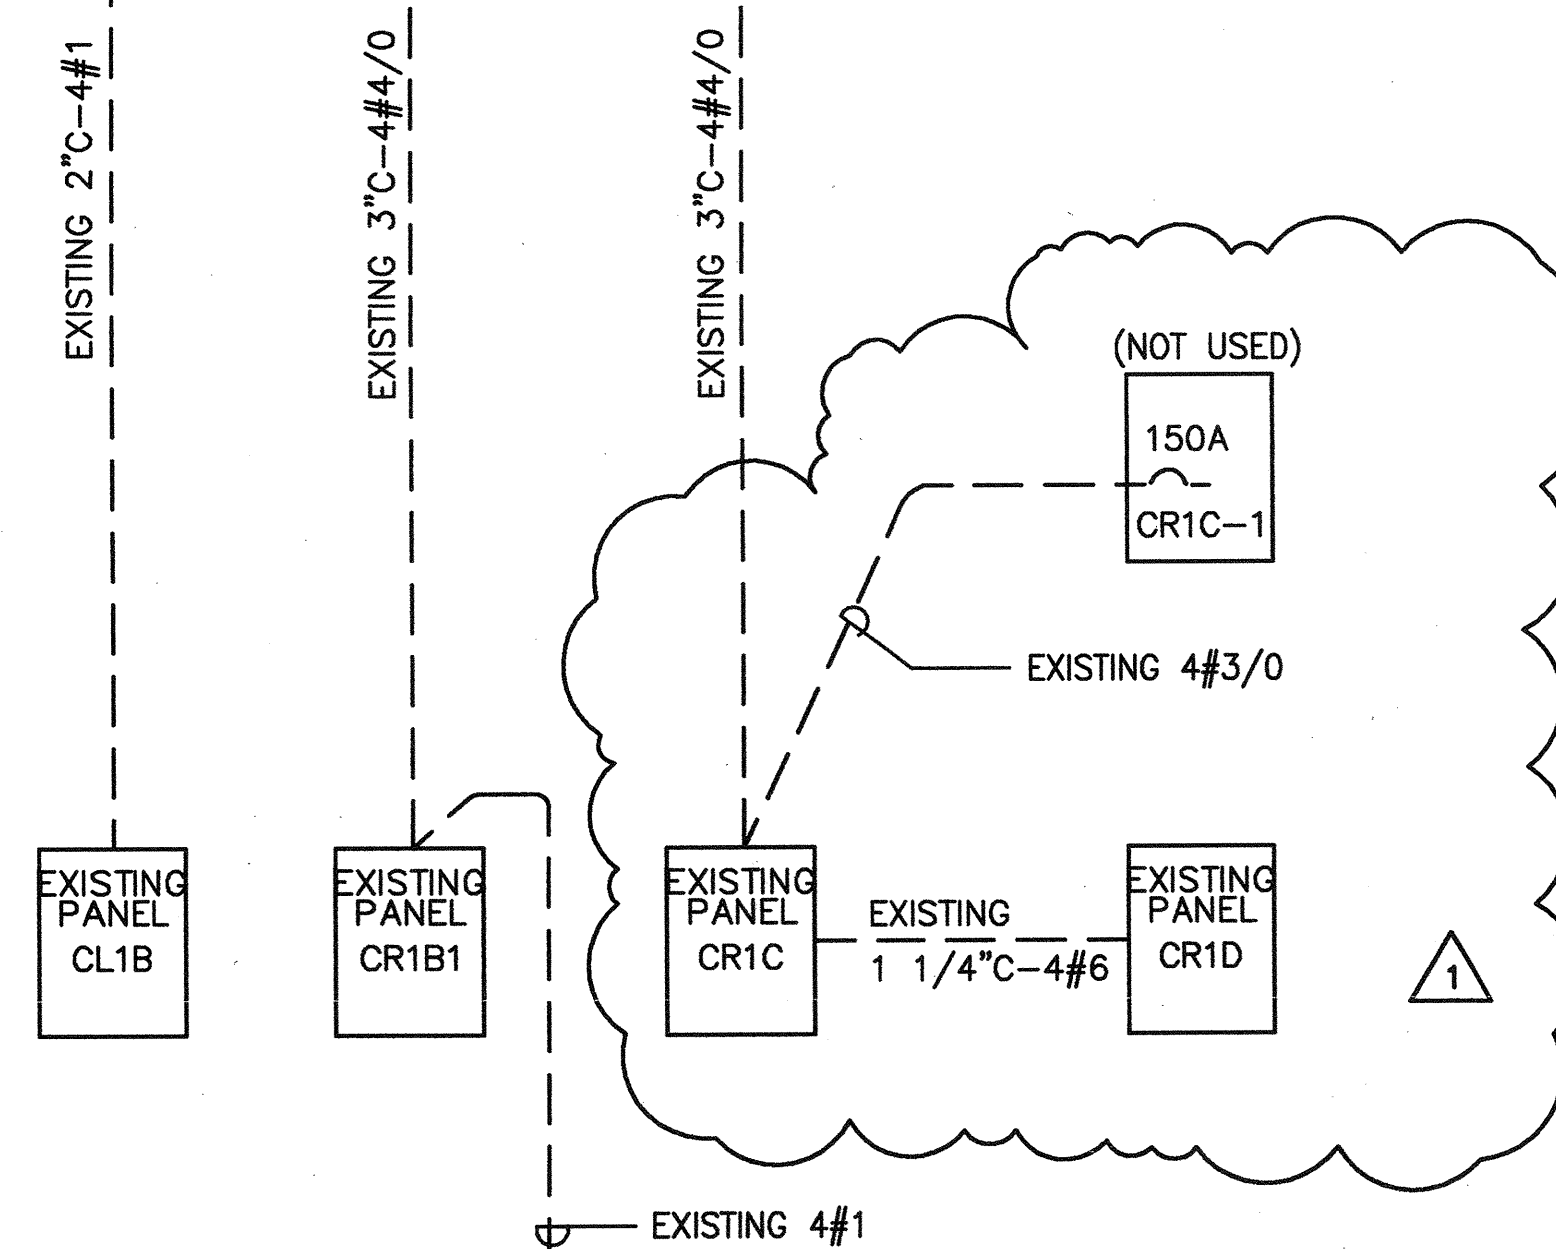 EXISTING 2"C-4#1
EXISTING 3"C-4#4/0
EXISTING 3"C-4#4/0
(NOT USED)
150A
CR1C-1
EXISTING 4#3/0
EXISTING
PANEL
CL1B
EXISTING
PANEL
CR1B1
EXISTING
PANEL
CR1C
EXISTING
1 1/4"C-4#6
EXISTING
PANEL
CR1D
1
EXISTING 4#1